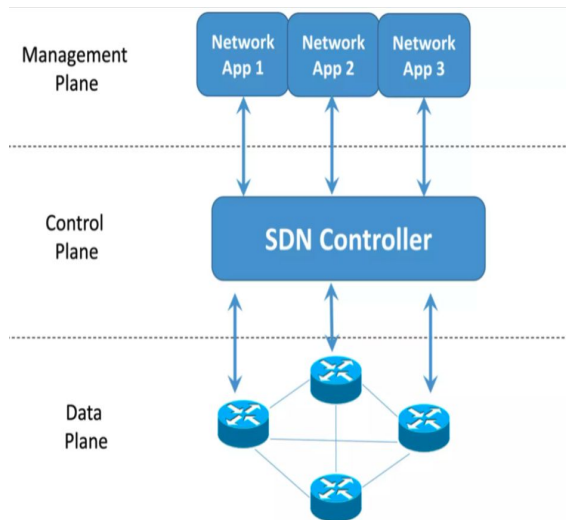 Management
Plane
Network
App 1
Network
App 2
Network
App 3
Control
Plane
SDN Controller
Data
Plane